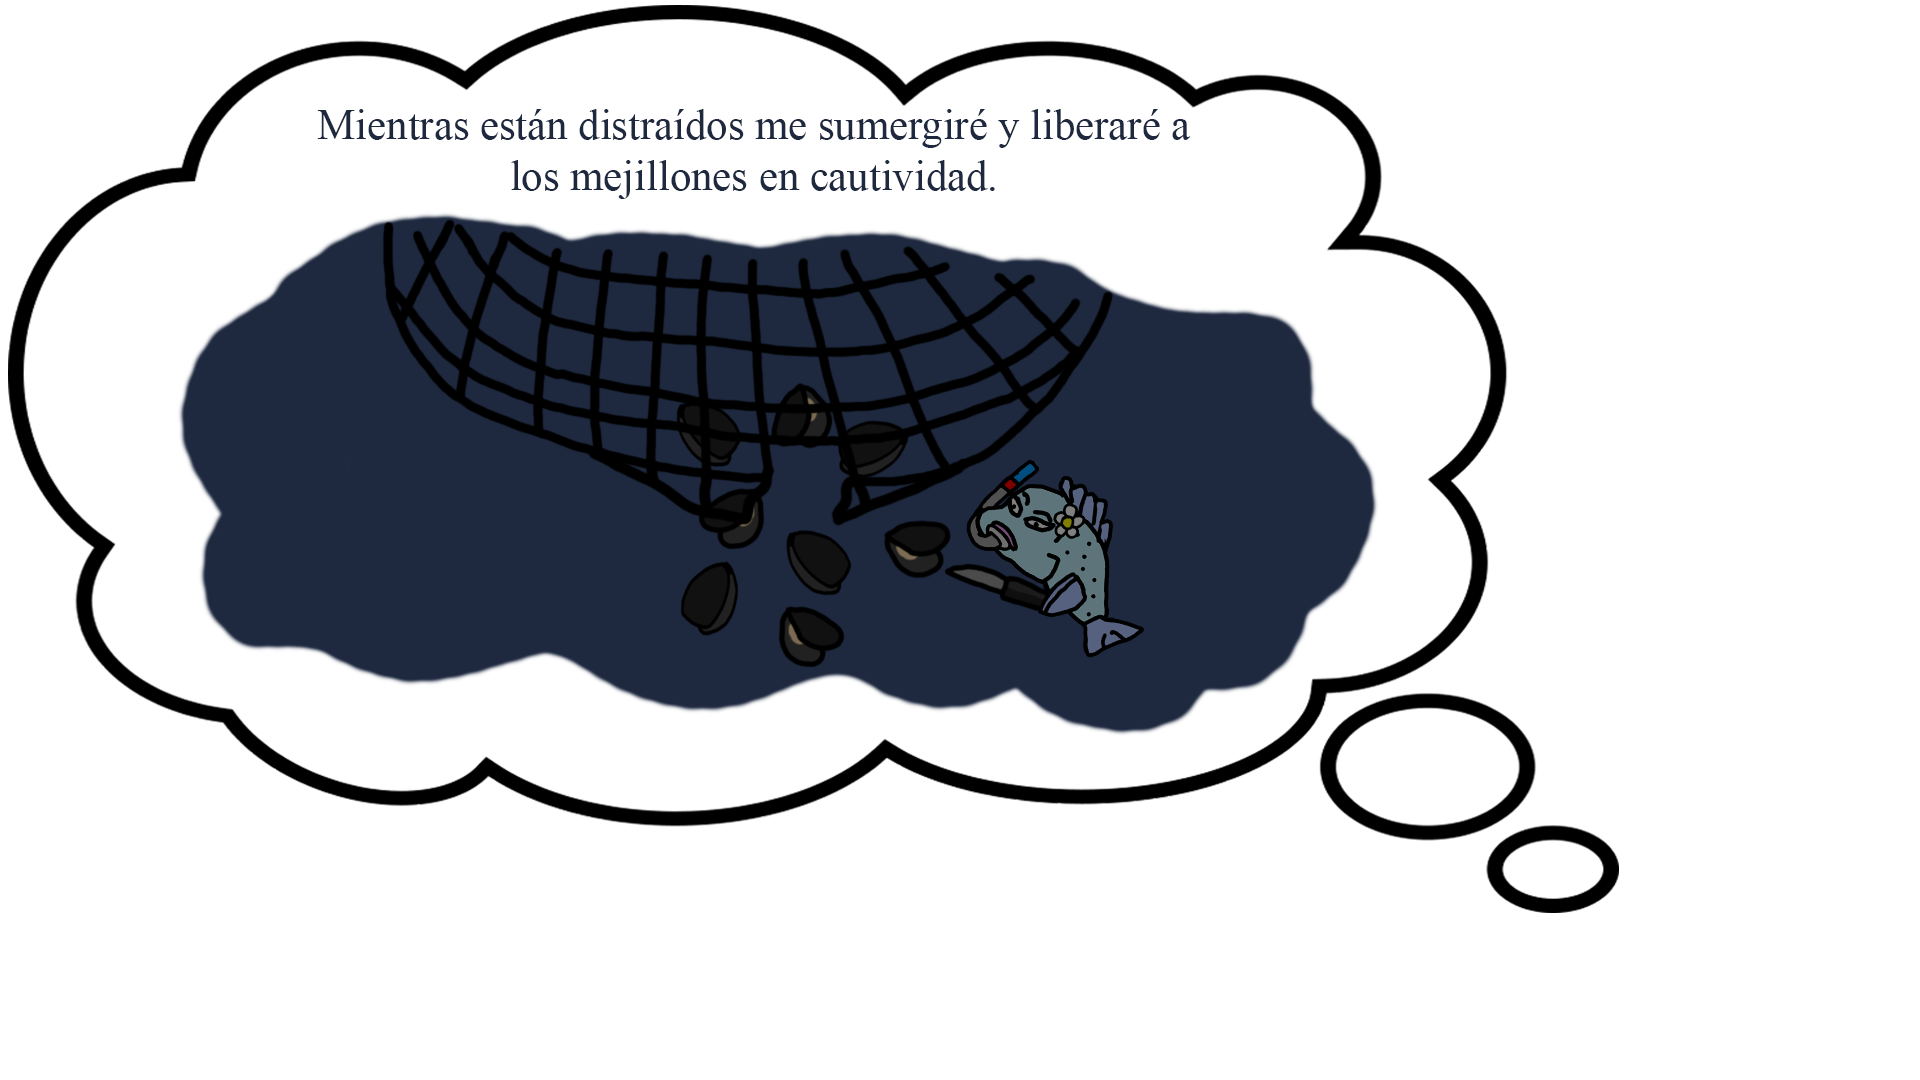 Mientras están distraídos me sumergiré y liberaré a
los mejillones en cautividad.